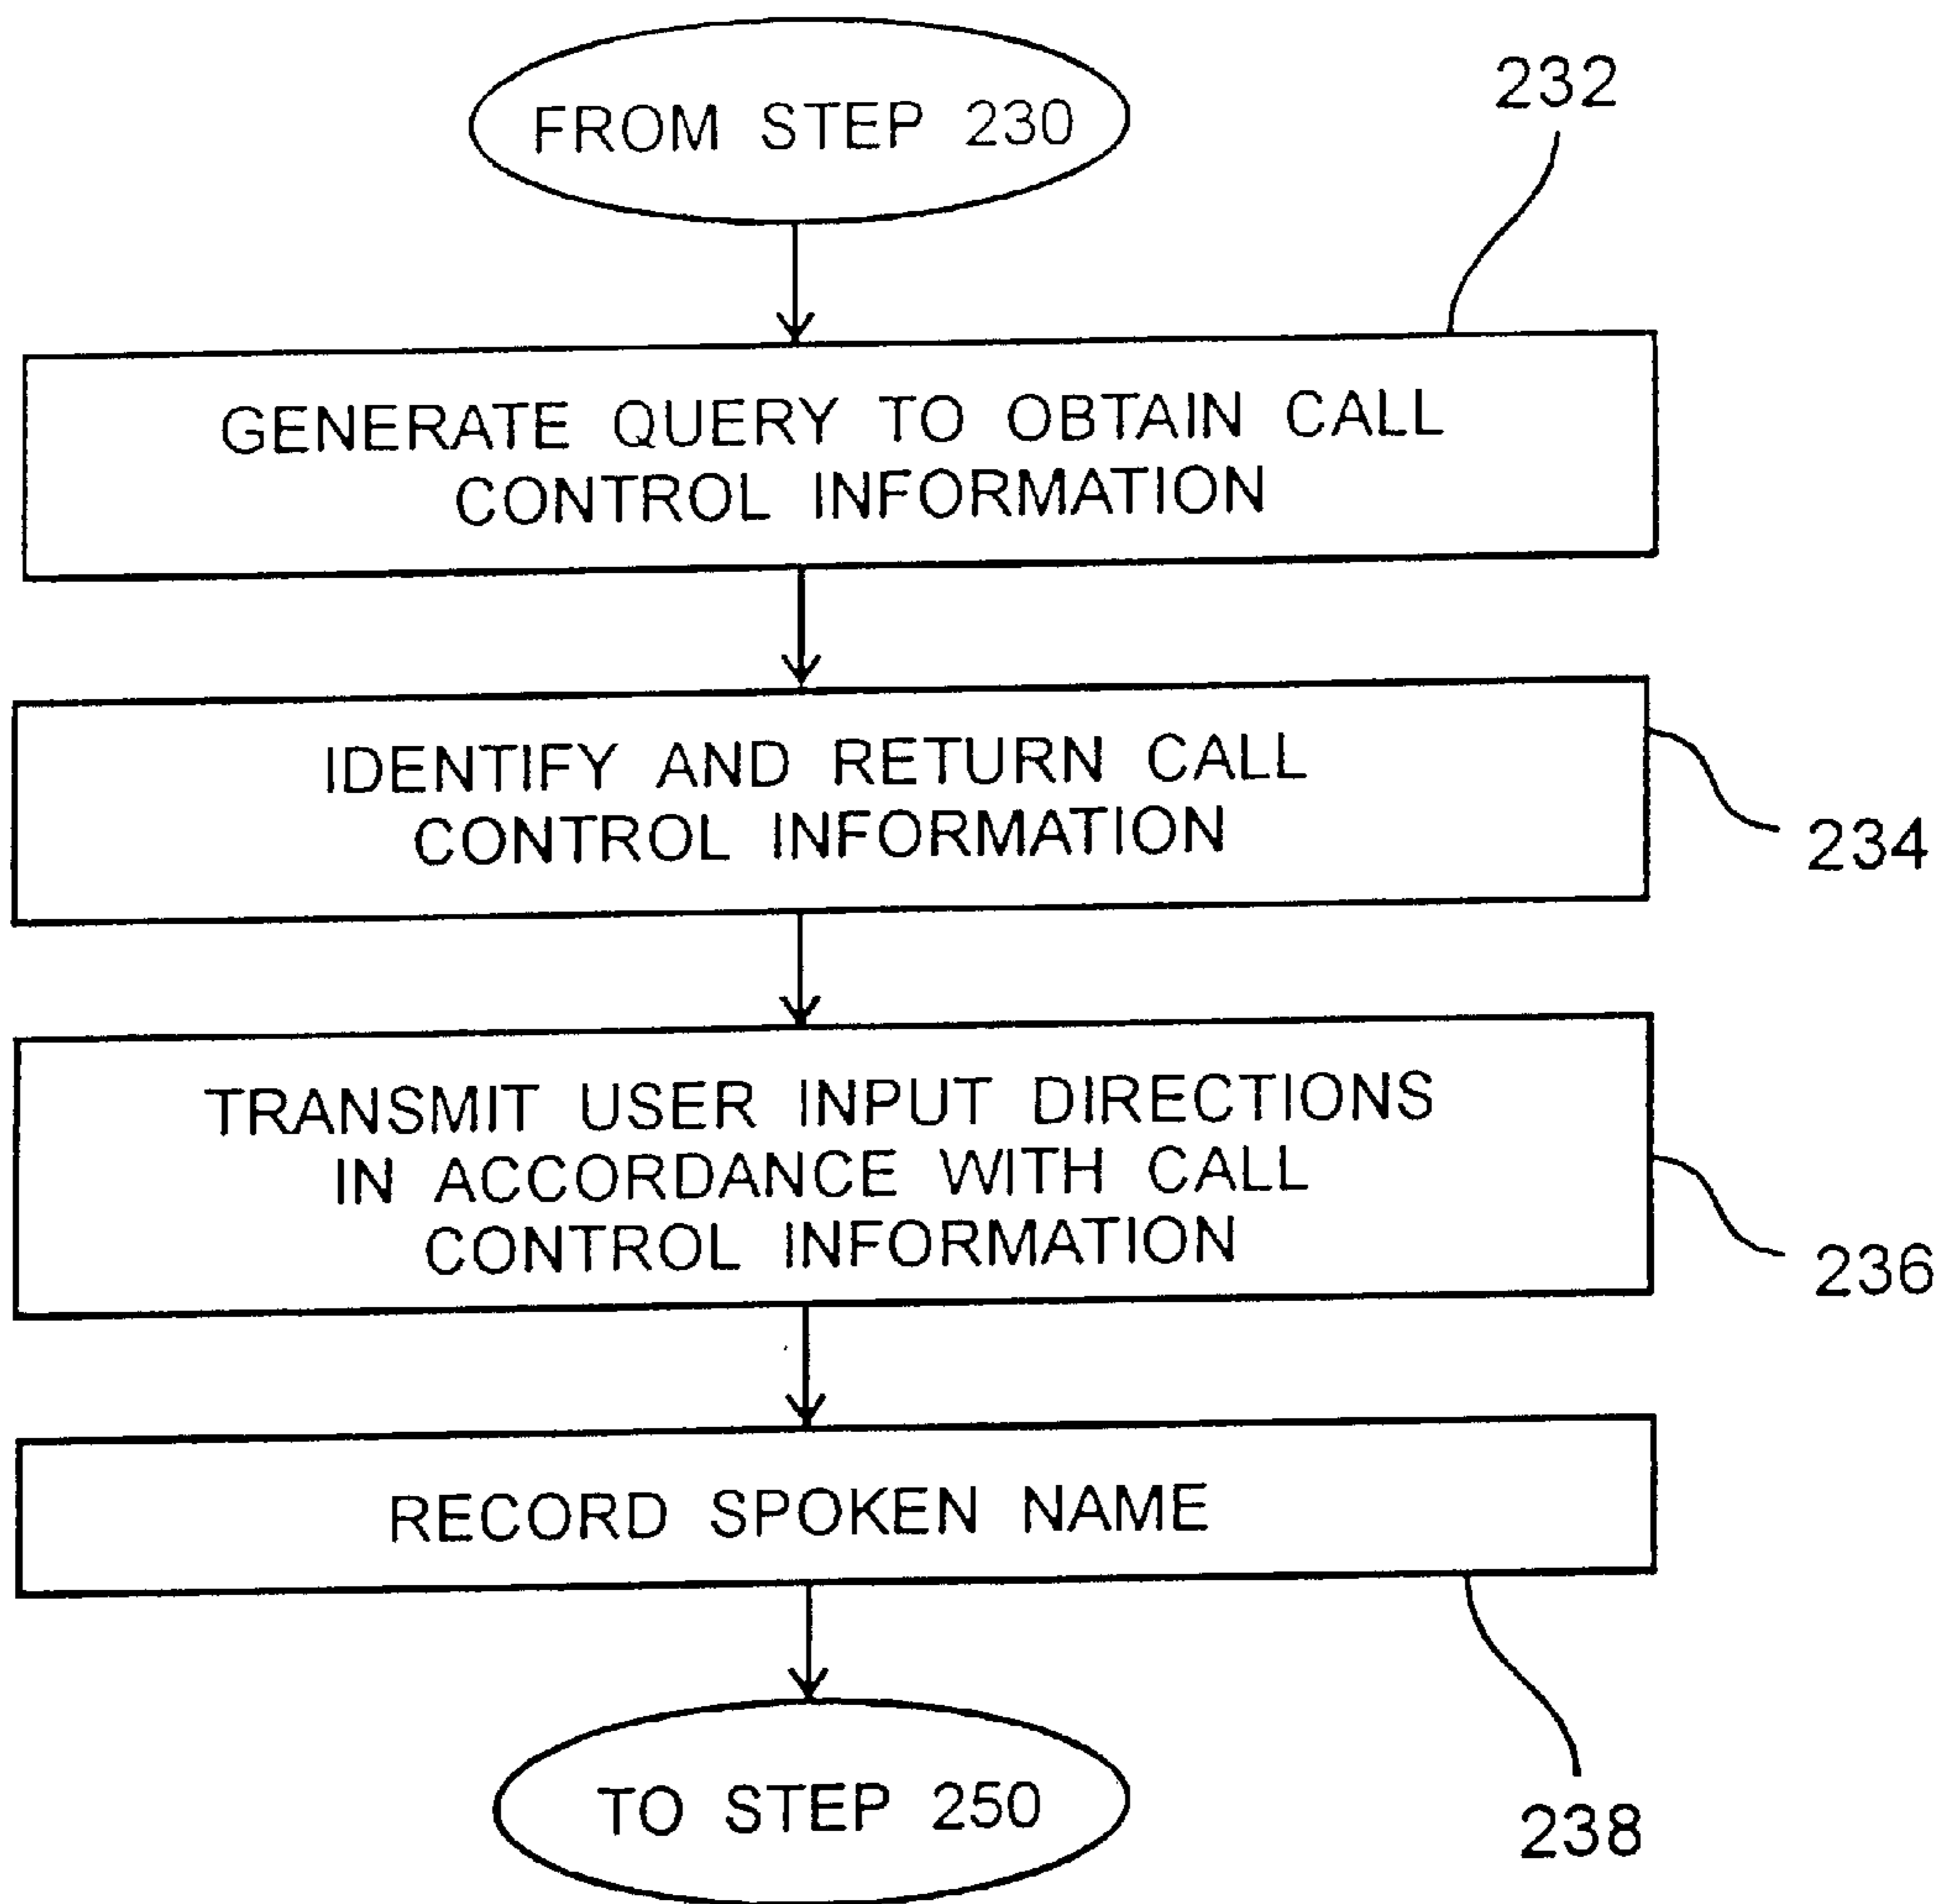 FROM STEP 230
232
GENERATE QUERY TO OBTAIN CALL
CONTROL INFORMATION
IDENTIFY AND RETURN CALL
CONTROL INFORMATION
234
TRANSMIT USER INPUT DIRECTIONS
IN ACCORDANCE WITH CALL
CONTROL INFORMATION
236
RECORD SPOKEN NAME
TO STEP 250
238